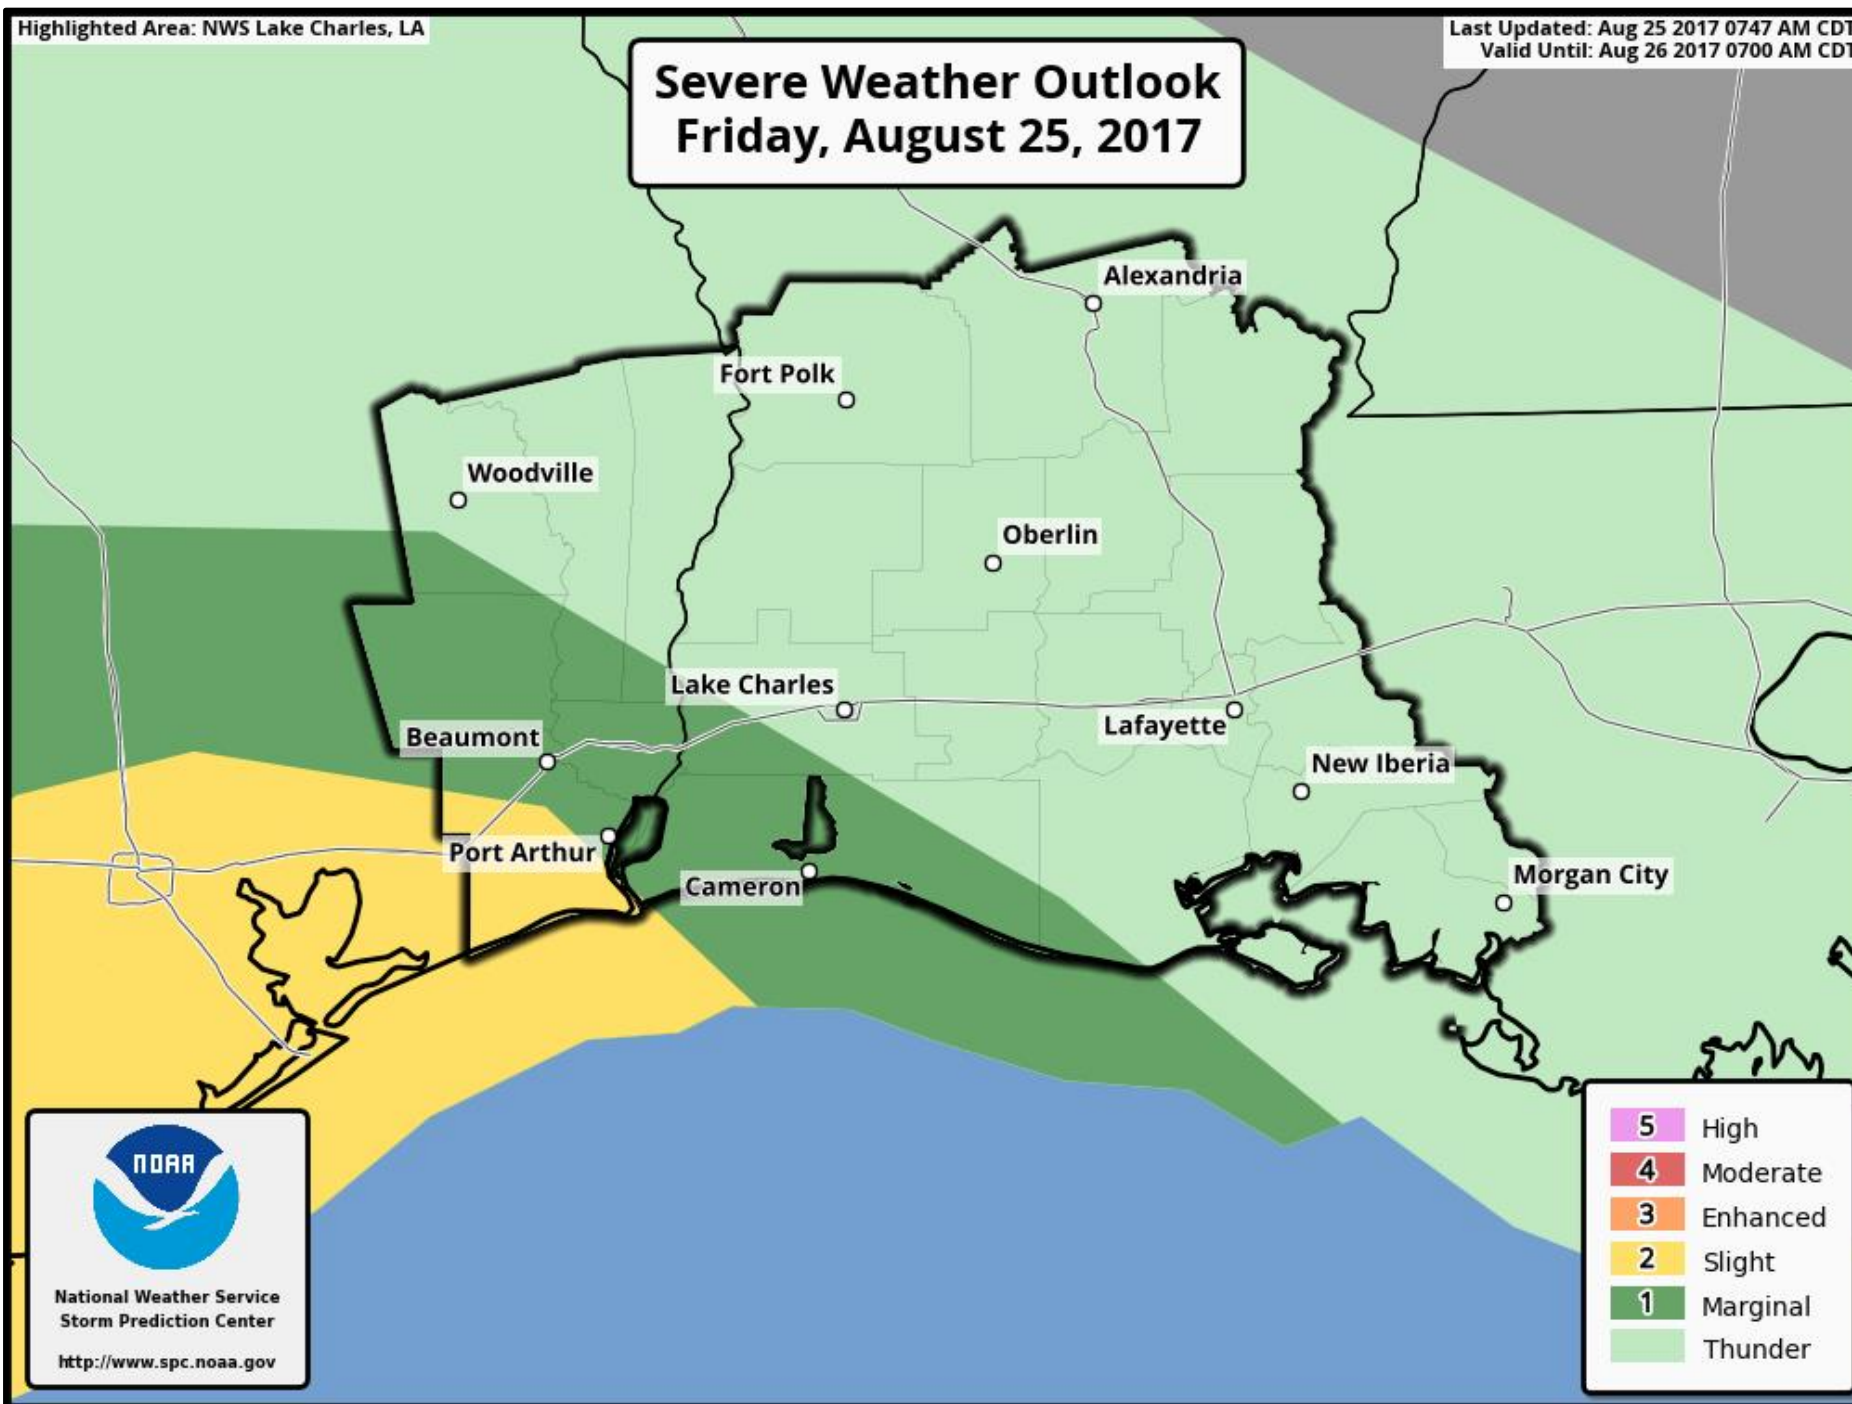 Highlighted Area: NWS Lake Charles, LA
Last Updated: Aug 25 2017 0747 AM CDT
Valid Until: Aug 26 2017 0700 AM CDT
Severe Weather Outlook
Friday, August 25, 2017
Alexandria
Fort Polk
Woodville
Oberlin
Lake Charles
Lafayette
Beaumont
New Iberia
Port Arthur
Cameron
Morgan City
NOAA
National Weather Service
Storm Prediction Center
http://www.spc.noaa.gov
5 High
4 Moderate
3 Enhanced
2 Slight
1 Marginal
Thunder